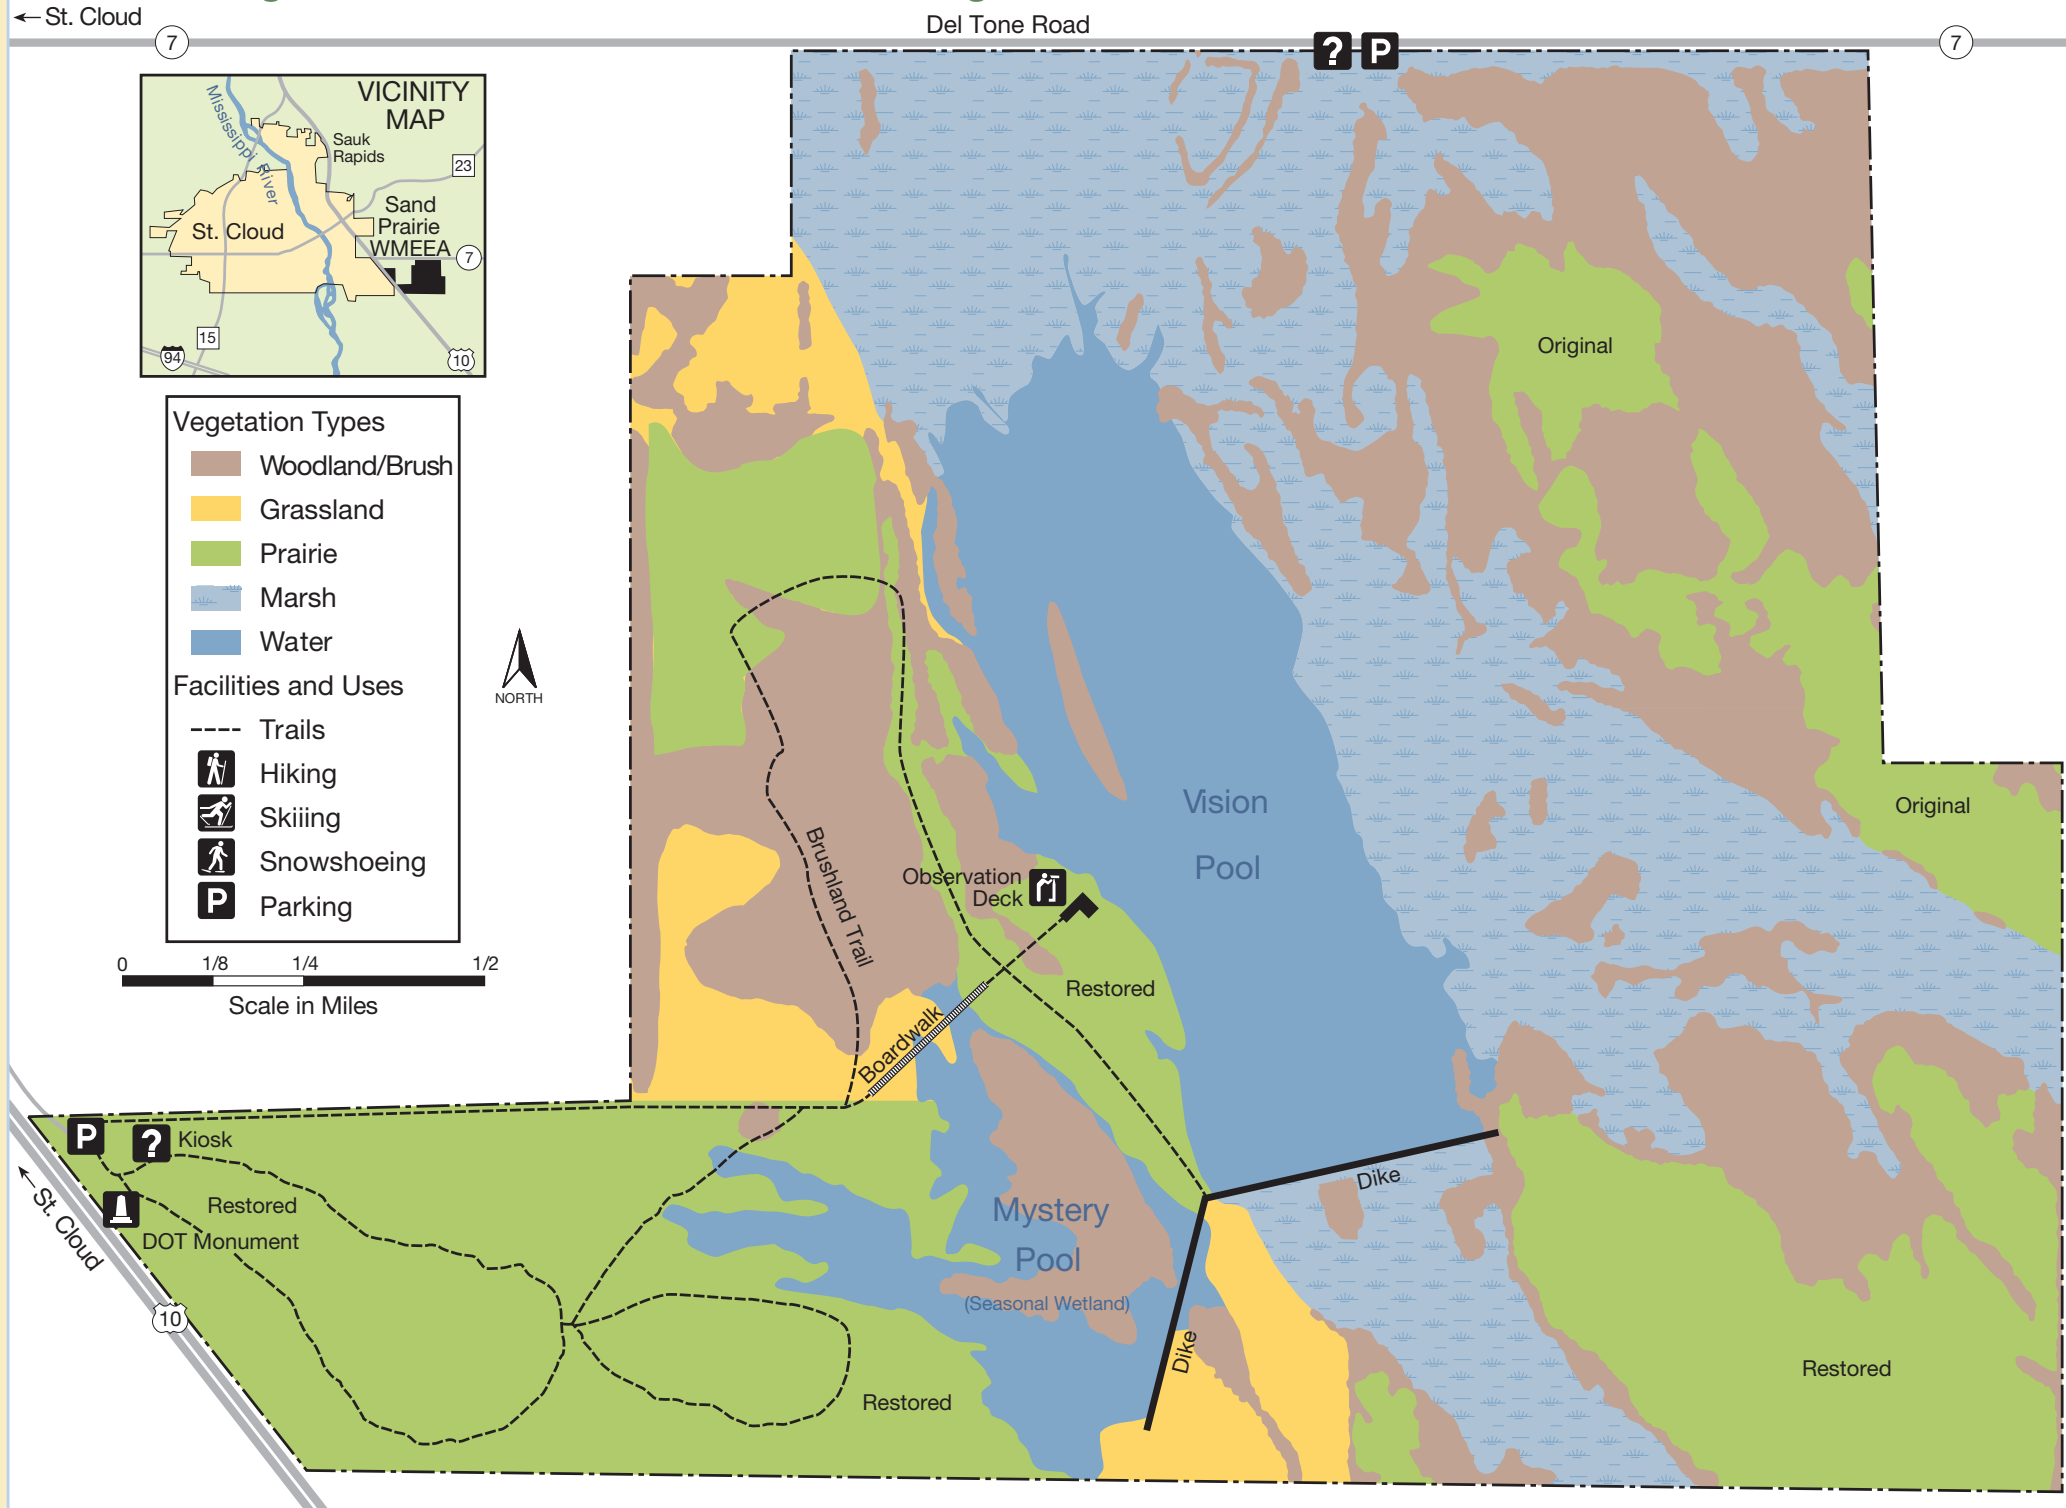 St. Cloud
Del Tone Road
7
7
?
P
VICINITY
MAP
Mississippi River
Sauk
Rapids
23
Sand
Prairie
WMEEA
St. Cloud
7
15
94
10
Vegetation Types
Woodland/Brush
Grassland
Prairie
Marsh
Water
Facilities and Uses
Trails
Hiking
Skiiing
Snowshoeing
P
Parking
NORTH
0 1/8 1/4 1/2
Scale in Miles
Original
Original
Vision
Pool
Brushland Trail
Observation
Deck
Restored
Boardwalk
P
?
Kiosk
Restored
DOT Monument
St. Cloud
10
Mystery
Pool
(Seasonal Wetland)
Dike
Dike
Restored
Restored